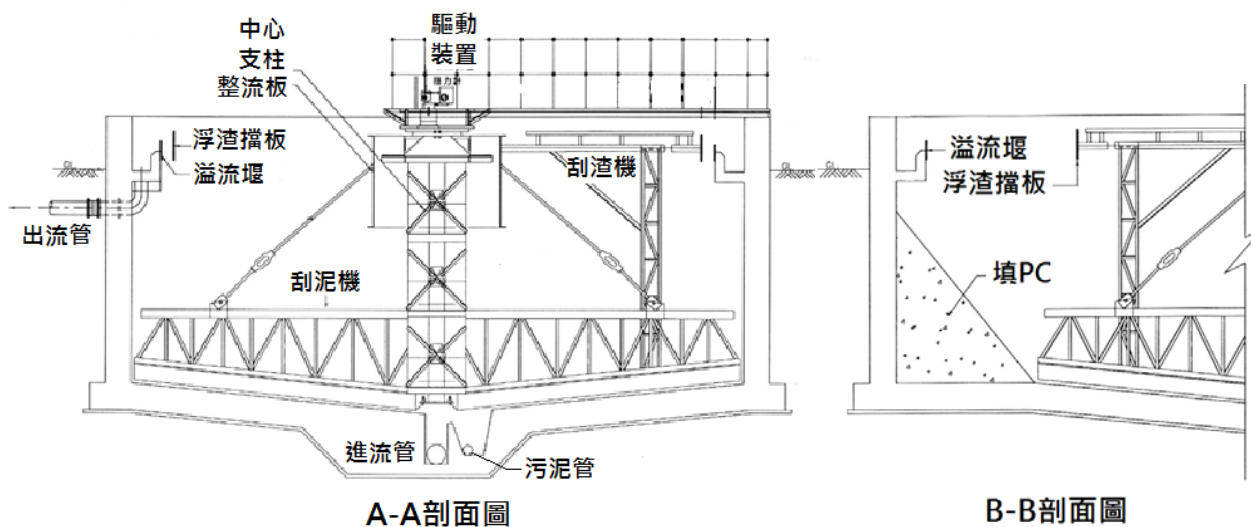 中心
支柱
整流板
驅動
裝置
浮渣擋板
溢流堰
刮渣機
出流管
刮泥機
進流管
污泥管
A-A剖面圖
溢流堰
浮渣擋板
填PC
B-B剖面圖